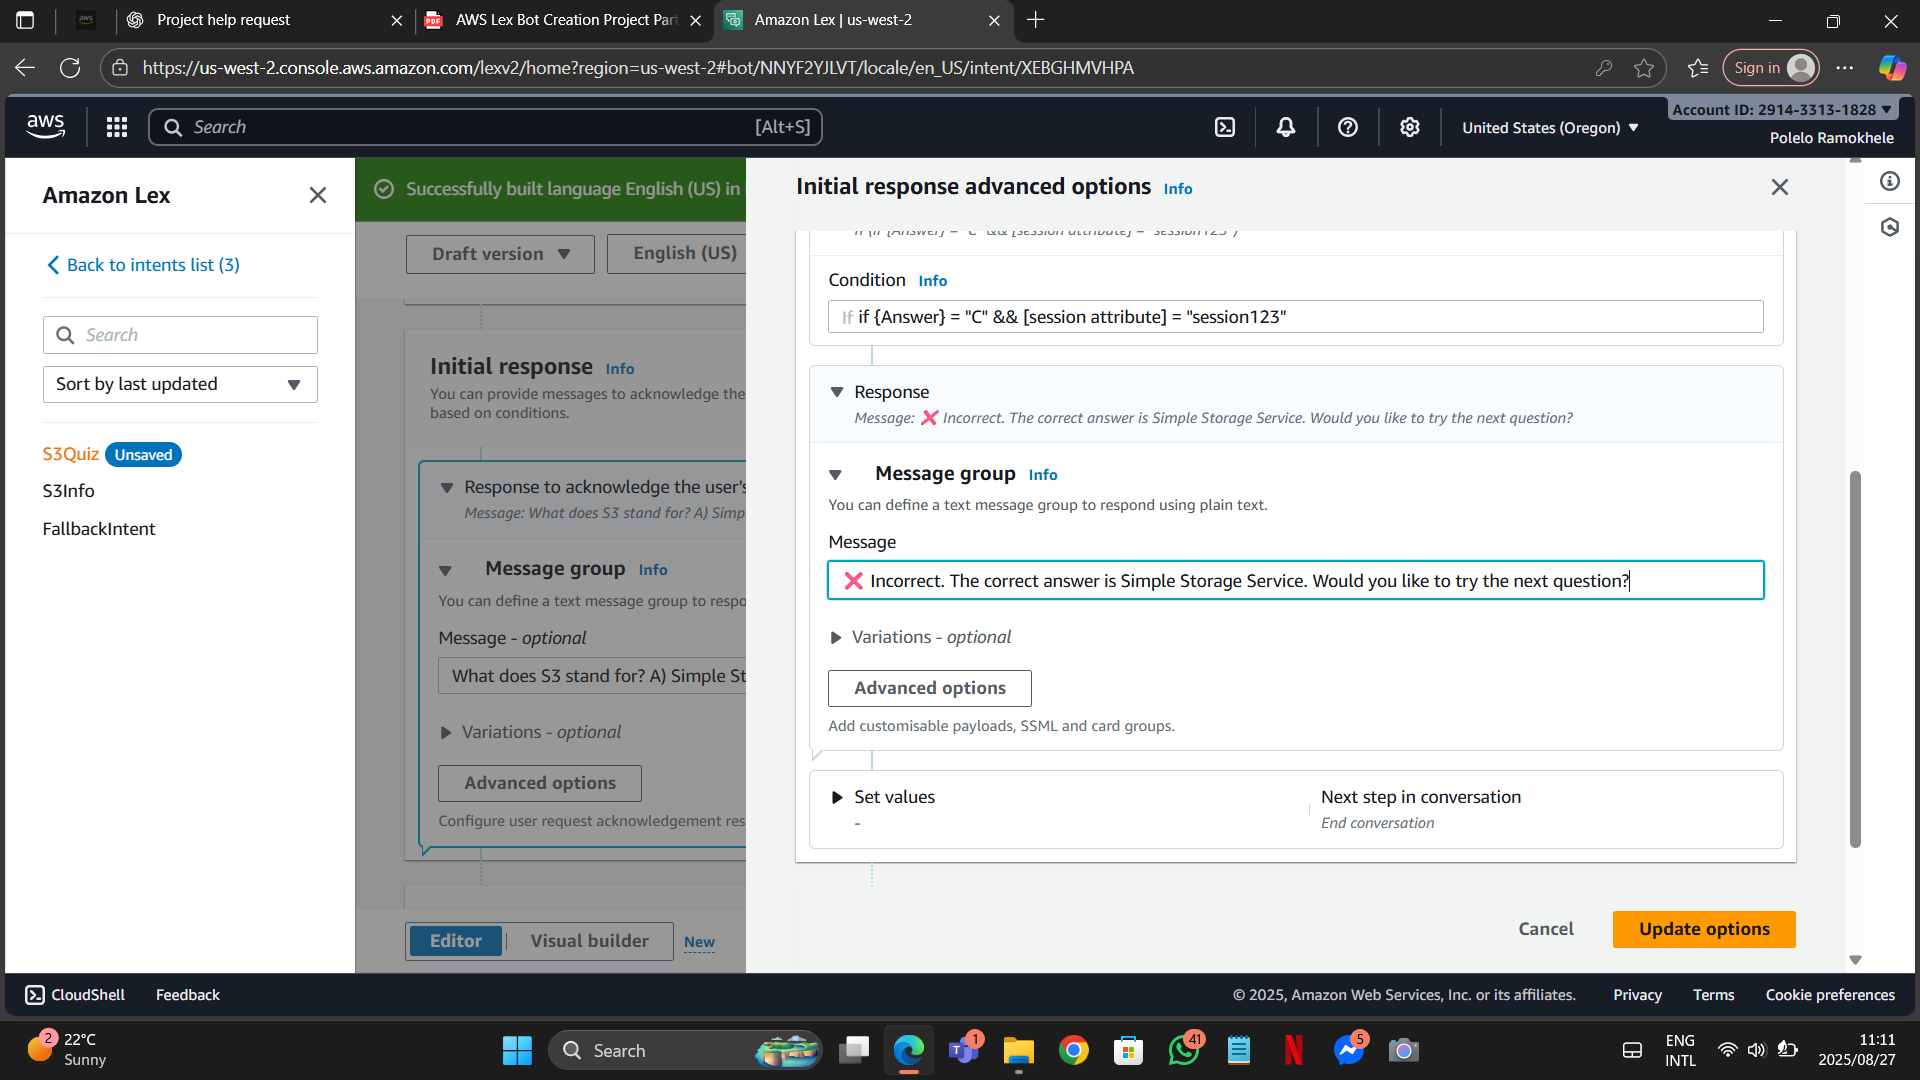 Project help request
AWS Lex Bot Creation Project Part
Amazon Lex | us-west-2
https://us-west-2.console.aws.amazon.com/lexv2/home?region=us-west-2#bot/NNYF2YJLVT/locale/en_US/intent/XEBGHMVHPA
Sign in
aws
Search
[Alt+S]
United States (Oregon)
Account ID: 2914-3313-1828
Polelo Ramokhele
Amazon Lex
Back to intents list (3)
Search
Sort by last updated
S3Quiz Unsaved
S3Info
FallbackIntent
Successfully built language English (US) in
Draft version
English (US)
Initial response Info
You can provide messages to acknowledge the
based on conditions.
Response to acknowledge the user's
Message: What does S3 stand for? A) Simp
Message group Info
You can define a text message group to respo
Message - optional
What does S3 stand for? A) Simple St
Variations - optional
Advanced options
Configure user request acknowledgement res
Editor
Visual builder
New
Initial response advanced options Info
If (if {Answer} = "C" && [session attribute] = "session123")
Condition Info
If if {Answer} = "C" && [session attribute] = "session123"
Response
Message: ❌ Incorrect. The correct answer is Simple Storage Service. Would you like to try the next question?
Message group Info
You can define a text message group to respond using plain text.
Message
❌ Incorrect. The correct answer is Simple Storage Service. Would you like to try the next question?
Variations - optional
Advanced options
Add customisable payloads, SSML and card groups.
Set values
-
Next step in conversation
End conversation
Cancel
Update options
CloudShell
Feedback
© 2025, Amazon Web Services, Inc. or its affiliates.
Privacy
Terms
Cookie preferences
2
22°C
Sunny
Search
1
41
5
ENG
INTL
11:11
2025/08/27